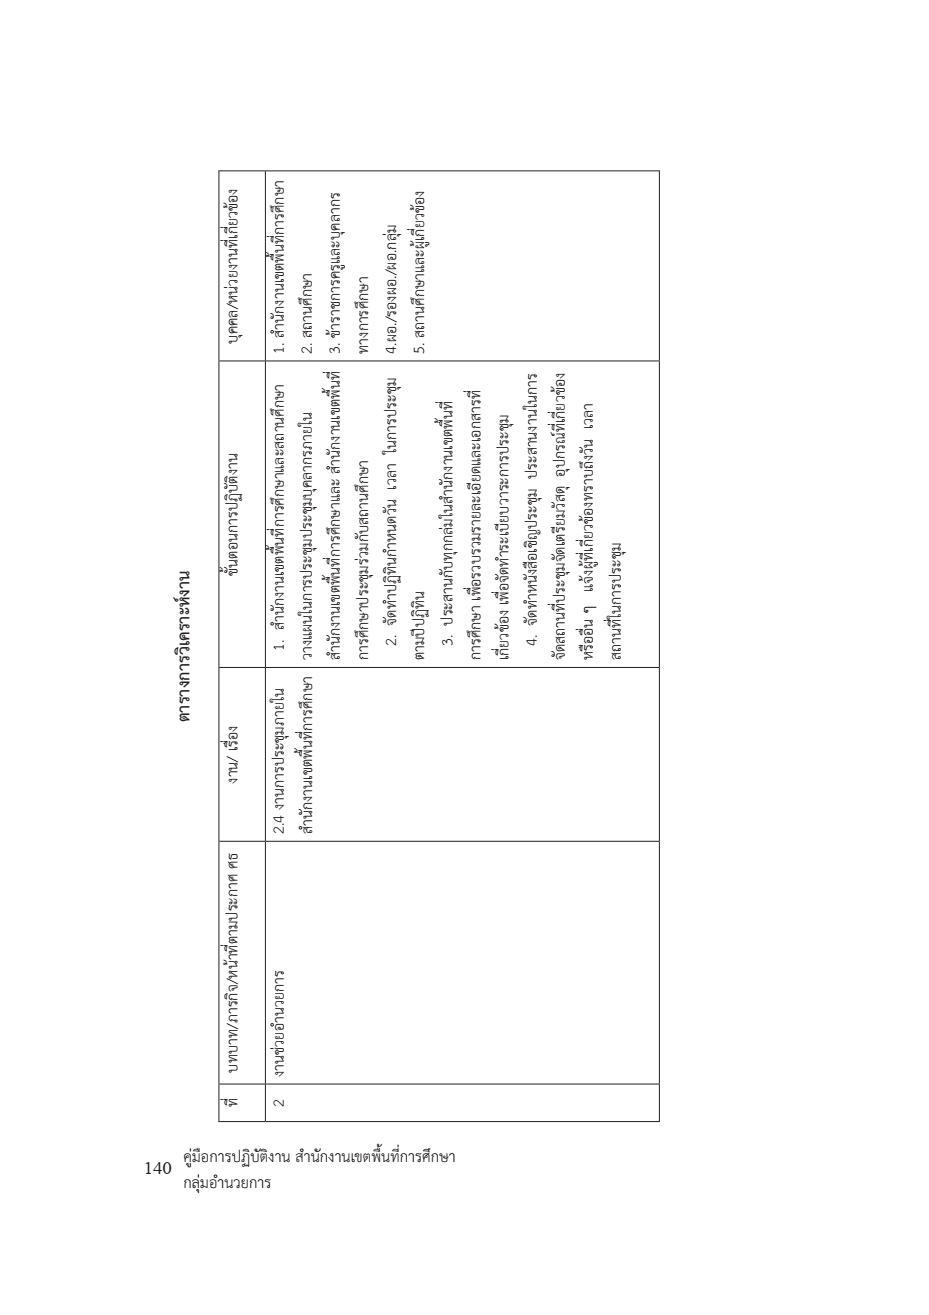 ตารางการวิเคราะห์งาน
ที่
บทบาท/ภารกิจ/หน้าที่ตามประกาศ ศธ
งาน/ เรื่อง
ขั้นตอนการปฏิบัติงาน
บุคคล/หน่วยงานที่เกี่ยวข้อง
2
งานช่วยอำนวยการ
2.4 งานการประชุมภายใน
สำนักงานเขตพื้นที่การศึกษา
1. สำนักงานเขตพื้นที่การศึกษาและสถานศึกษา
วางแผนในการประชุมประชุมบุคลากรภายใน
สำนักงานเขตพื้นที่การศึกษาและ สำนักงานเขตพื้นที่
การศึกษาประชุมร่วมกับสถานศึกษา
2. จัดทำปฏิทินกำหนดวัน เวลา ในการประชุม
ตามปีปฏิทิน
3. ประสานกับทุกกลุ่มในสำนักงานเขตพื้นที่
การศึกษา เพื่อรวบรวมรายละเอียดและเอกสารที่
เกี่ยวข้อง เพื่อจัดทำระเบียบวาระการประชุม
4. จัดทำหนังสือเชิญประชุม ประสานงานในการ
จัดสถานที่ประชุมจัดเตรียมวัสดุ อุปกรณ์ที่เกี่ยวข้อง
หรืออื่น ๆ แจ้งผู้ที่เกี่ยวข้องทราบถึงวัน เวลา
สถานที่ในการประชุม
1. สำนักงานเขตพื้นที่การศึกษา
2. สถานศึกษา
3. ข้าราชการครูและบุคลากร
ทางการศึกษา
4.ผอ./รองผอ./ผอ.กลุ่ม
5. สถานศึกษาและผู้เกี่ยวข้อง
140
คู่มือการปฏิบัติงาน สำนักงานเขตพื้นที่การศึกษา
กลุ่มอำนวยการ